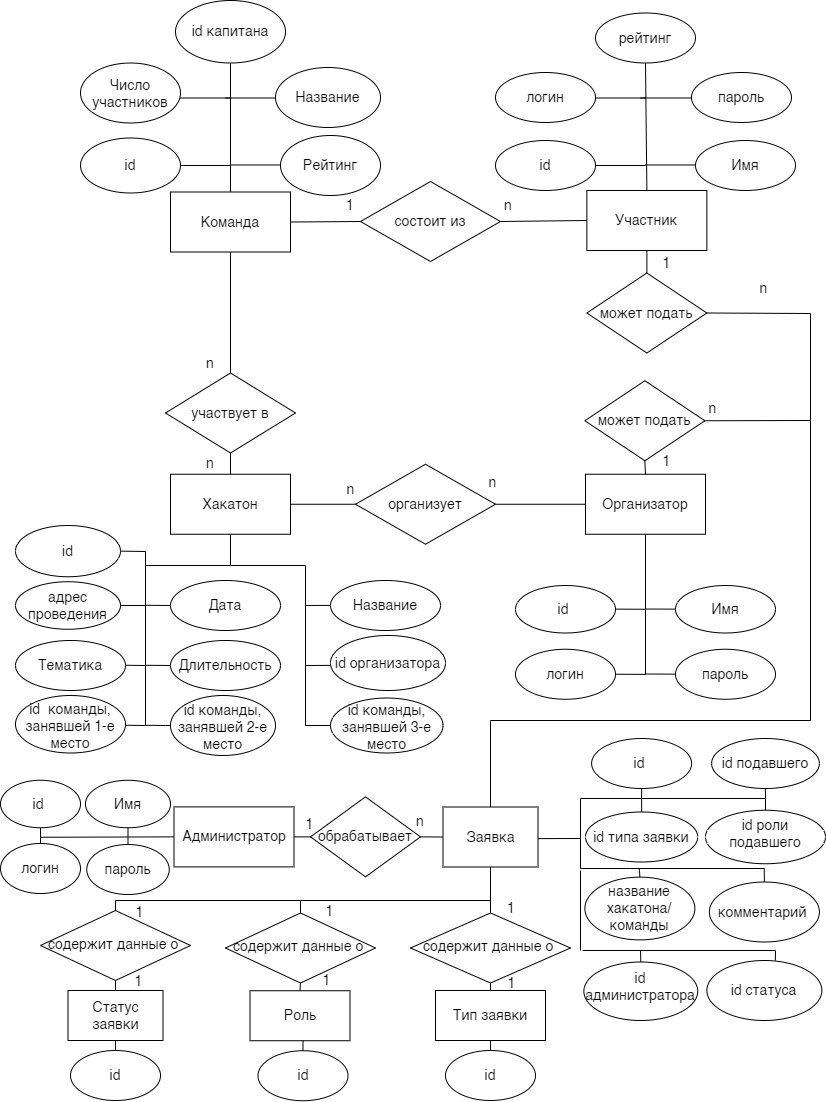 id капитана
рейтинг
Число
участников
Название
логин
пароль
id
Рейтинг
id
Имя
Команда
1
состоит из
n
Участник
1
может подать
n
n
участвует в
n
может подать
n
1
Хакатон
n
организует
n
Организатор
id
адрес
проведения
Дата
Название
id
Имя
Тематика
Длительность
id организатора
логин
пароль
id  команды,
занявшей 1-е
место
id команды,
занявшей 2-е
место
id команды,
занявшей 3-е
место
id
id подавшего
id
Имя
Администратор
1
обрабатывает
n
Заявка
id типа заявки
id роли
подавшего
логин
пароль
название
хакатона/
команды
комментарий
1
1
1
содержит данные о
содержит данные о
содержит данные о
1
1
1
id
администратора
id статуса
Статус
заявки
Роль
Тип заявки
id
id
id